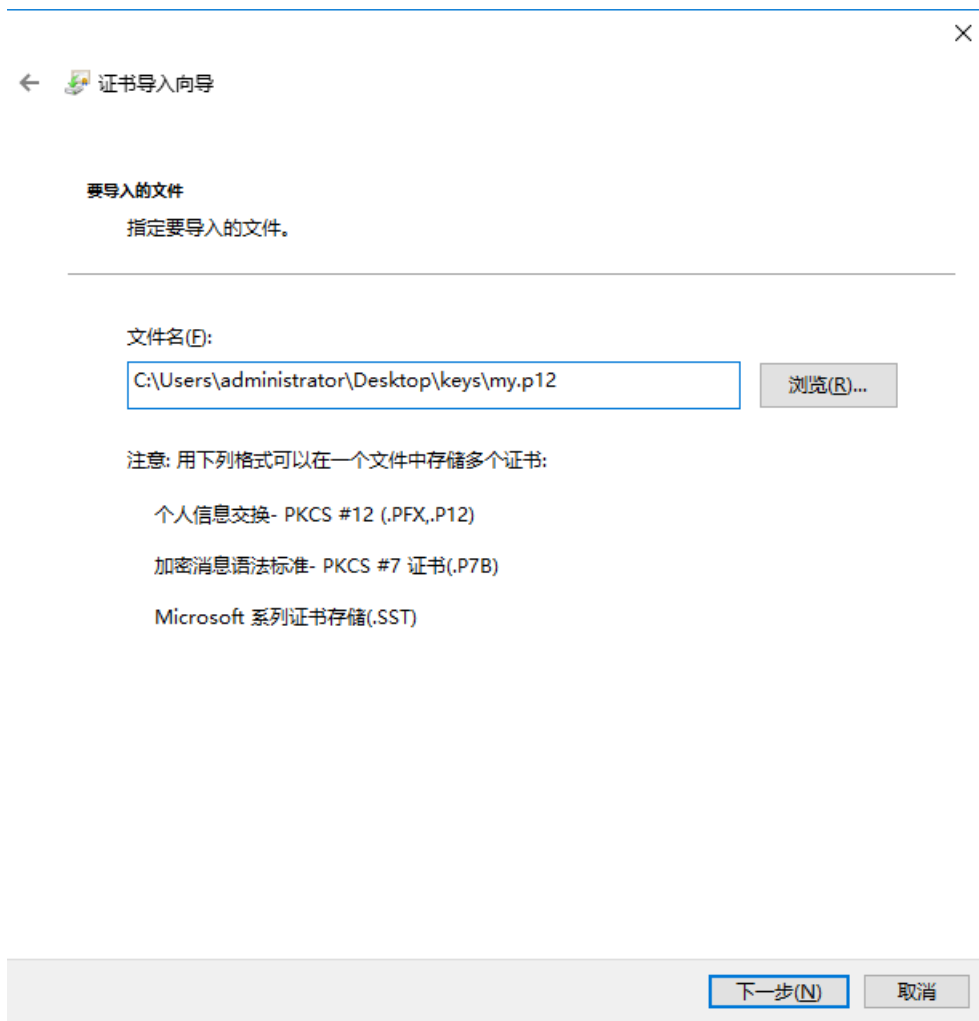 证书导入向导
要导入的文件
指定要导入的文件。
文件名(F):
C:\Users\administrator\Desktop\keys\my.p12
浏览(R)...
注意: 用下列格式可以在一个文件中存储多个证书:
个人信息交换- PKCS #12 (.PFX,.P12)
加密消息语法标准- PKCS #7 证书(.P7B)
Microsoft 系列证书存储(.SST)
下一步(N)
取消